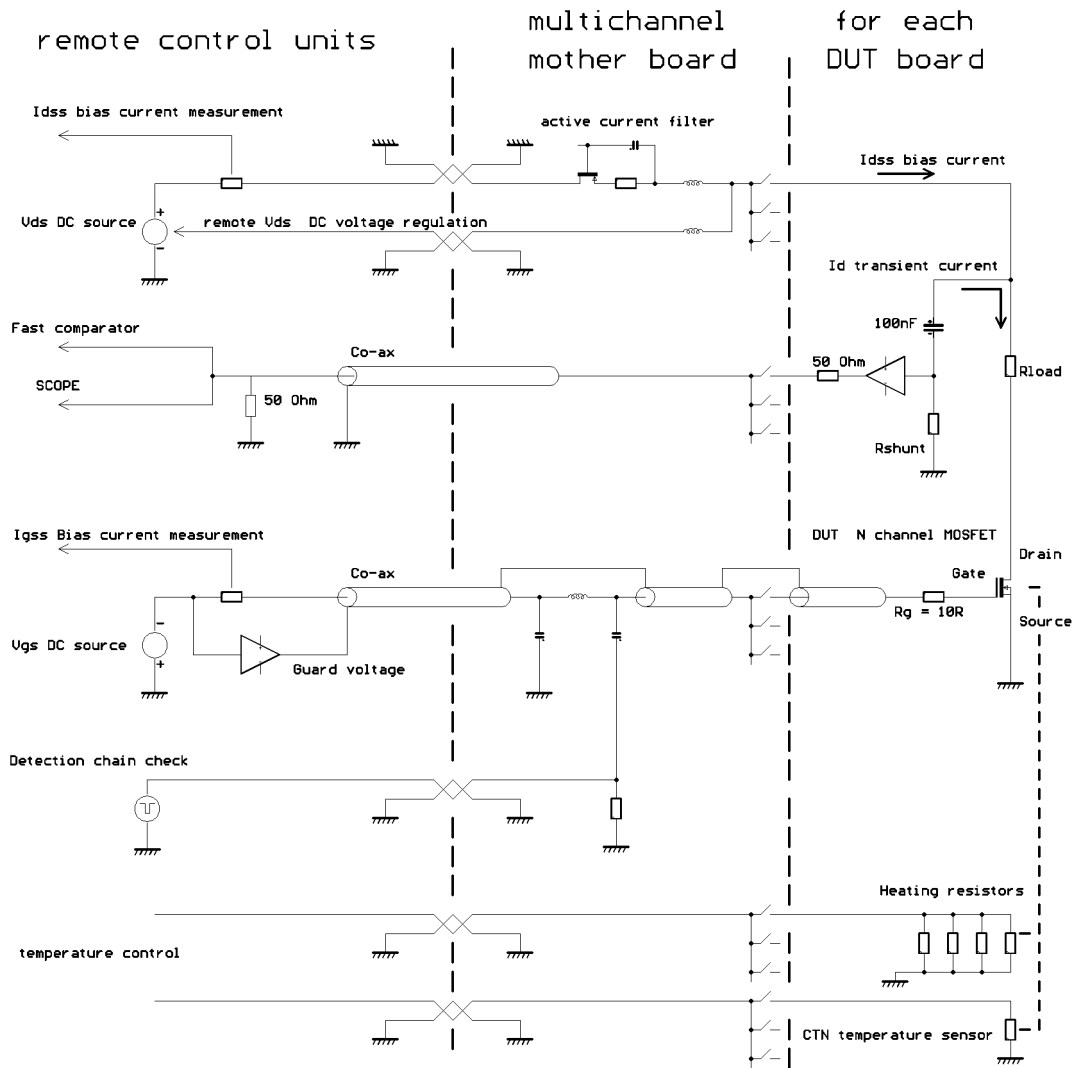 remote control units
multichannel
mother board
for each
DUT board
Idss bias current measurement
active current filter
Idss bias current
Vds DC source
+
-
remote Vds DC voltage regulation
Id transient current
Fast comparator
SCOPE
Co-ax
50 Ohm
100nF
+
-
50 Ohm
Rload
Rshunt
Igss Bias current measurement
DUT N channel MOSFET
Drain
Co-ax
Gate
Rg = 10R
Source
Vgs DC source
-
+
Guard voltage
Detection chain check
Heating resistors
temperature control
CTN temperature sensor